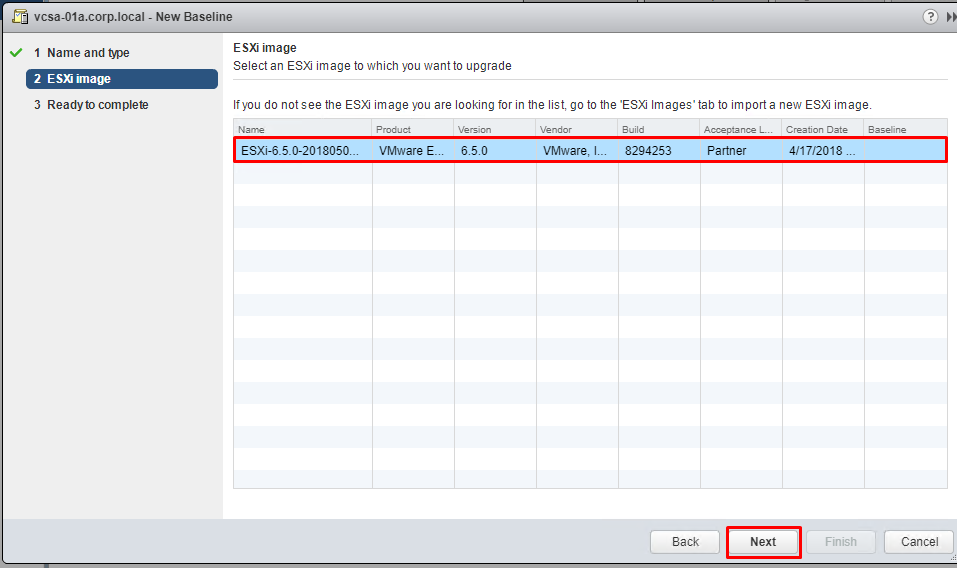 vcsa-01a.corp.local - New Baseline
1 Name and type
2 ESXi image
3 Ready to complete
ESXi image
Select an ESXi image to which you want to upgrade
If you do not see the ESXi image you are looking for in the list, go to the 'ESXi Images' tab to import a new ESXi image.
Name Product Version Vendor Build Acceptance L... Creation Date Baseline
ESXi-6.5.0-2018050... VMware E... 6.5.0 VMware, I... 8294253 Partner 4/17/2018 ...
Back Next Finish Cancel